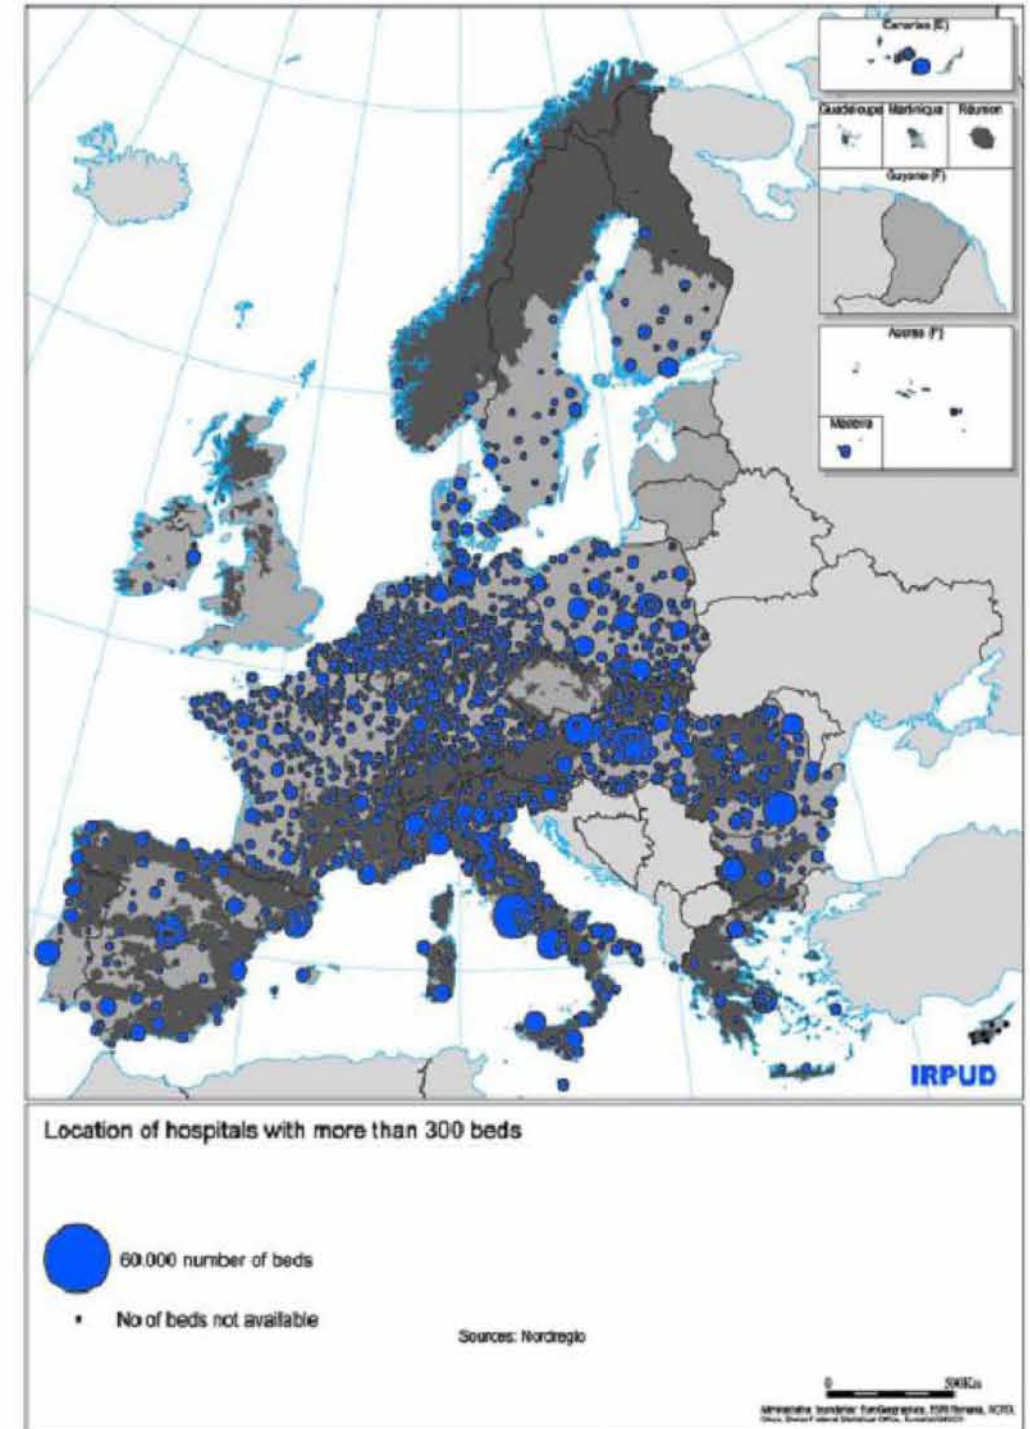 Canarias (E)
Guadeloupe Martinique Réunion
Guyane (F)
Madeira
IRPUD
Location of hospitals with more than 300 beds
60.000 number of beds
No of beds not available
Sources: Nordregio
0 500Km